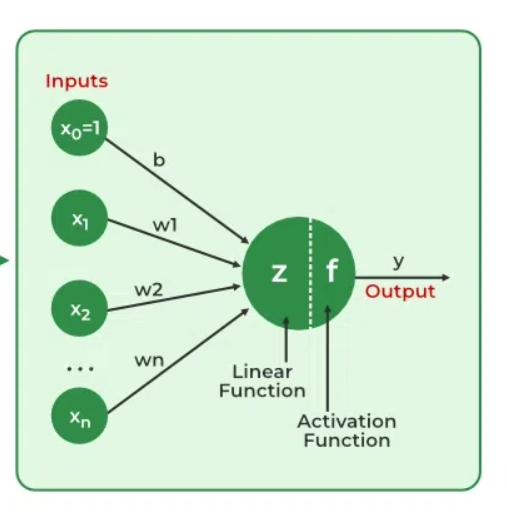 Inputs
x₀=1
b
x₁
w1
x₂
w2
...
wn
xₙ
z
f
y
Output
Linear
Function
Activation
Function